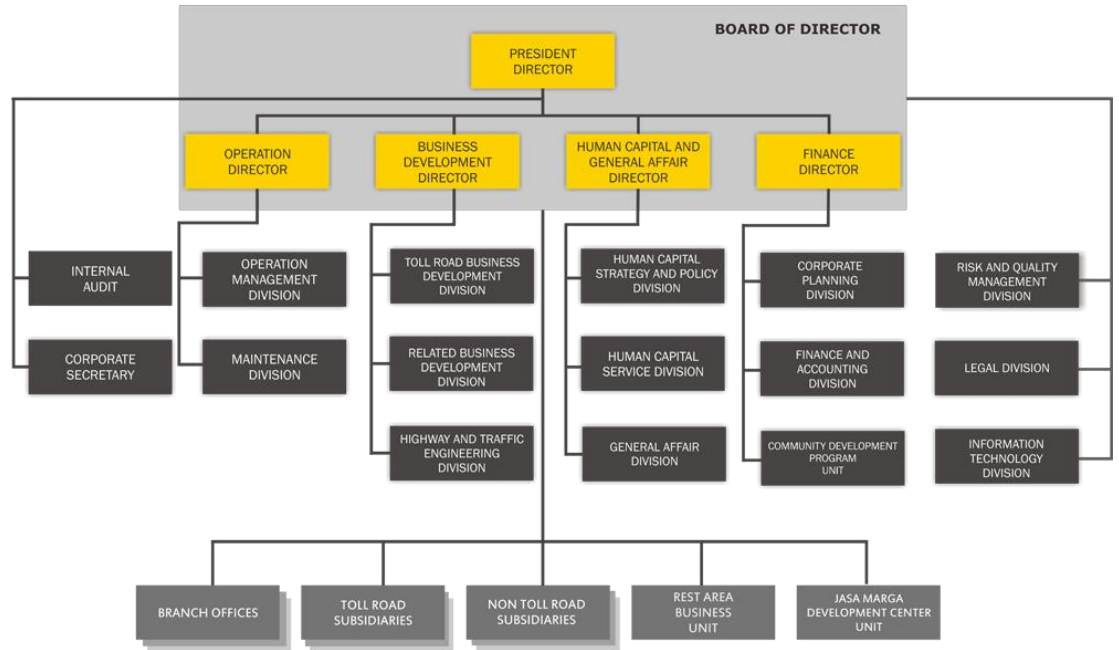 BOARD OF DIRECTOR
PRESIDENT
DIRECTOR
OPERATION
DIRECTOR
BUSINESS
DEVELOPMENT
DIRECTOR
HUMAN CAPITAL AND
GENERAL AFFAIR
DIRECTOR
FINANCE
DIRECTOR
INTERNAL
AUDIT
OPERATION
MANAGEMENT
DIVISION
TOLL ROAD BUSINESS
DEVELOPMENT
DIVISION
HUMAN CAPITAL
STRATEGY AND POLICY
DIVISION
CORPORATE
PLANNING
DIVISION
RISK AND QUALITY
MANAGEMENT
DIVISION
CORPORATE
SECRETARY
MAINTENANCE
DIVISION
RELATED BUSINESS
DEVELOPMENT
DIVISION
HUMAN CAPITAL
SERVICE DIVISION
FINANCE AND
ACCOUNTING
DIVISION
LEGAL DIVISION
HIGHWAY AND TRAFFIC
ENGINEERING
DIVISION
GENERAL AFFAIR
DIVISION
COMMUNITY DEVELOPMENT
PROGRAM
UNIT
INFORMATION
TECHNOLOGY
DIVISION
BRANCH OFFICES
TOLL ROAD
SUBSIDIARIES
NON TOLL ROAD
SUBSIDIARIES
REST AREA
BUSINESS
UNIT
JASA MARGA
DEVELOPMENT CENTER
UNIT